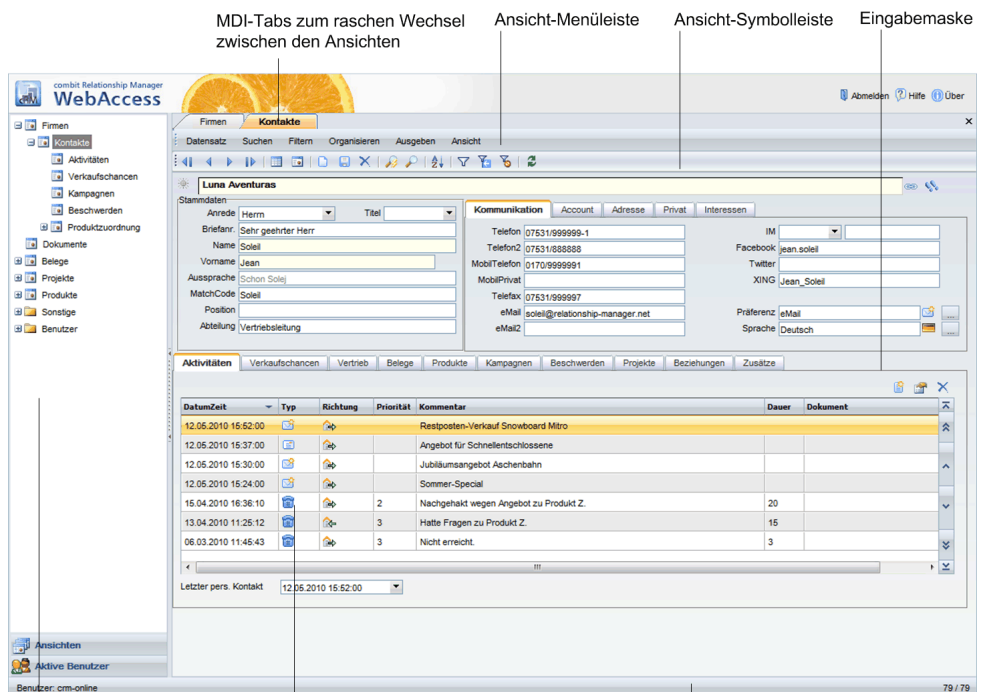 MDI-Tabs zum raschen Wechsel
zwischen den Ansichten
Ansicht-Menüleiste
Ansicht-Symbolleiste
Eingabemaske
combit Relationship Manager
WebAccess
Abmelden Hilfe Über
Firmen
Kontakte
Aktivitäten
Verkaufschancen
Kampagnen
Beschwerden
Produktzuordnung
Dokumente
Belege
Projekte
Produkte
Sonstige
Benutzer
Ansichten
Aktive Benutzer
Firmen Kontakte
Datensatz Suchen Filtern Organisieren Ausgeben Ansicht
Luna Aventuras
Stammdaten
Anrede Herrn Titel
Briefanr. Sehr geehrter Herr
Name Soleil
Vorname Jean
Aussprache Schon Solej
MatchCode Soleil
Position
Abteilung Vertriebsleitung
Kommunikation Account Adresse Privat Interessen
Telefon 07531/999999-1 IM
Telefon2 07531/888888 Facebook jean.soleil
MobilTelefon 0170/9999991 Twitter
MobilPrivat XING Jean_Soleil
Telefax 07531/999997
eMail soleil@relationship-manager.net Präferenz eMail ...
eMail2 Sprache Deutsch ...
Aktivitäten Verkaufschancen Vertrieb Belege Produkte Kampagnen Beschwerden Projekte Beziehungen Zusätze
DatumZeit Typ Richtung Priorität Kommentar Dauer Dokument
12.05.2010 15:52:00 Restposten-Verkauf Snowboard Mitro
12.05.2010 15:37:00 Angebot für Schnellentschlossene
12.05.2010 15:30:00 Jubiläumsangebot Aschenbahn
12.05.2010 15:24:00 Sommer-Special
15.04.2010 16:36:10 2 Nachgehakt wegen Angebot zu Produkt Z. 20
13.04.2010 11:25:12 3 Hatte Fragen zu Produkt Z. 15
06.03.2010 11:45:43 3 Nicht erreicht. 3
Letzter pers. Kontakt 12.05.2010 15:52:00
Benutzer: crm-online 79 / 79